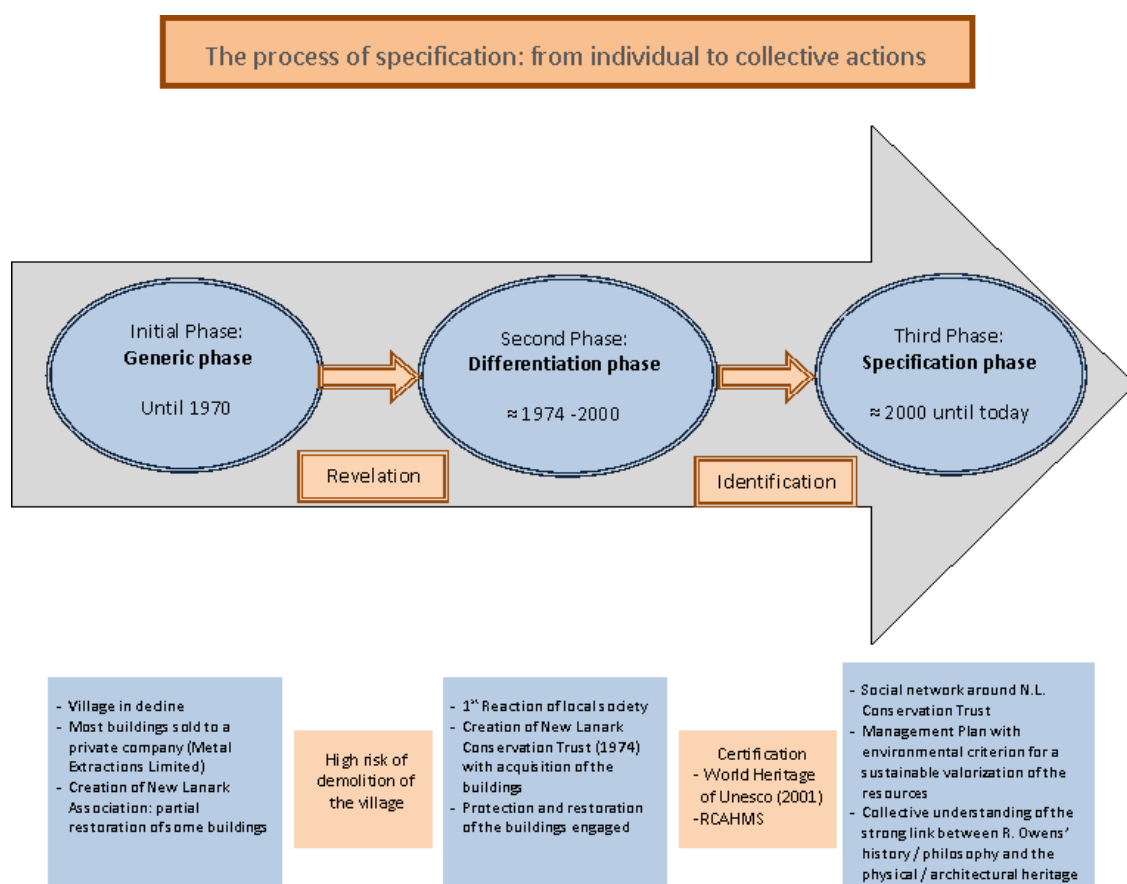 The process of specification: from individual to collective actions
Initial Phase:
Generic phase
Until 1970
Second Phase:
Differentiation phase
≈ 1974 -2000
Third Phase:
Specification phase
≈ 2000 until today
Revelation
Identification
- Village in decline
- Most buildings sold to a
private company (Metal
Extractions Limited)
- Creation of New Lanark
Association: partial
restoration of some buildings
High risk of
demolition of
the village
- 1st Reaction of local society
- Creation of New Lanark
Conservation Trust (1974)
with acquisition of the
buildings
- Protection and restoration
of the buildings engaged
Certification
- World Heritage
of Unesco (2001)
-RCAHMS
- Social network around N.L.
Conservation Trust
- Management Plan with
environmental criterion for a
sustainable valorization of the
resources
- Collective understanding of the
strong link between R. Owens'
history / philosophy and the
physical / architectural heritage